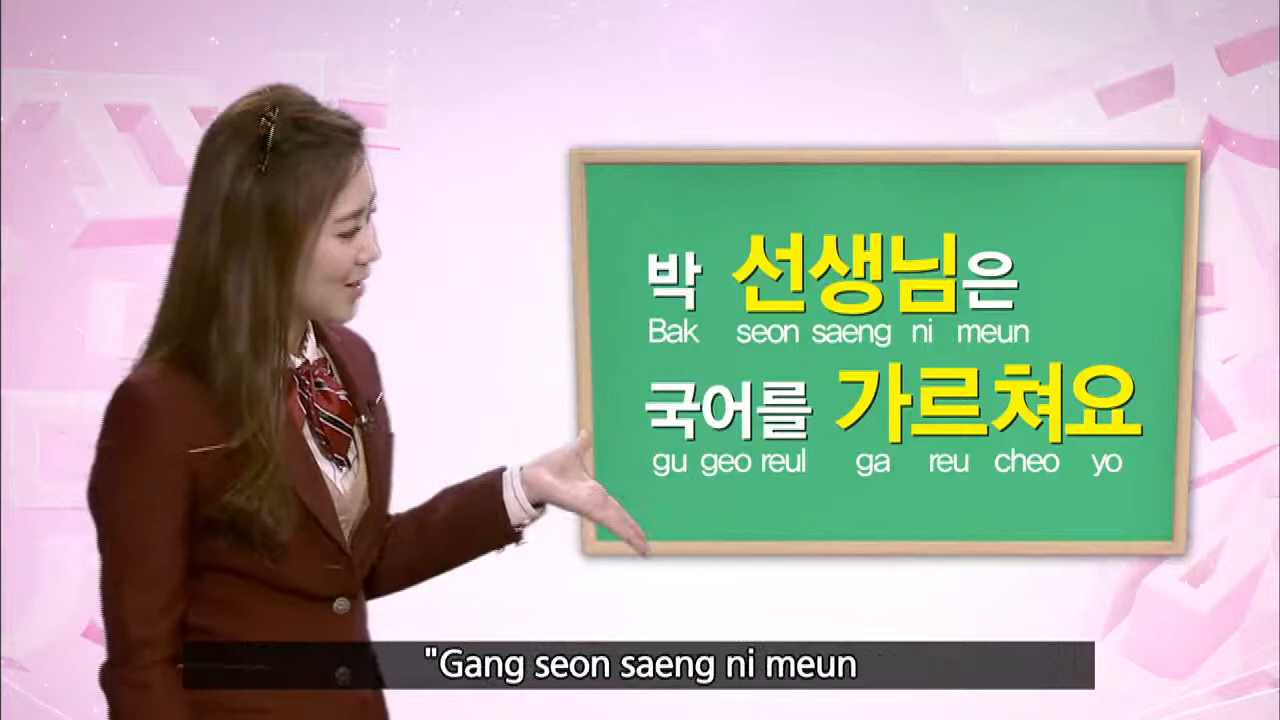 박 선생님은
Bak seon saeng ni meun
국어를 가르쳐요
gu geo reul ga reu cheo yo
"Gang seon saeng ni meun